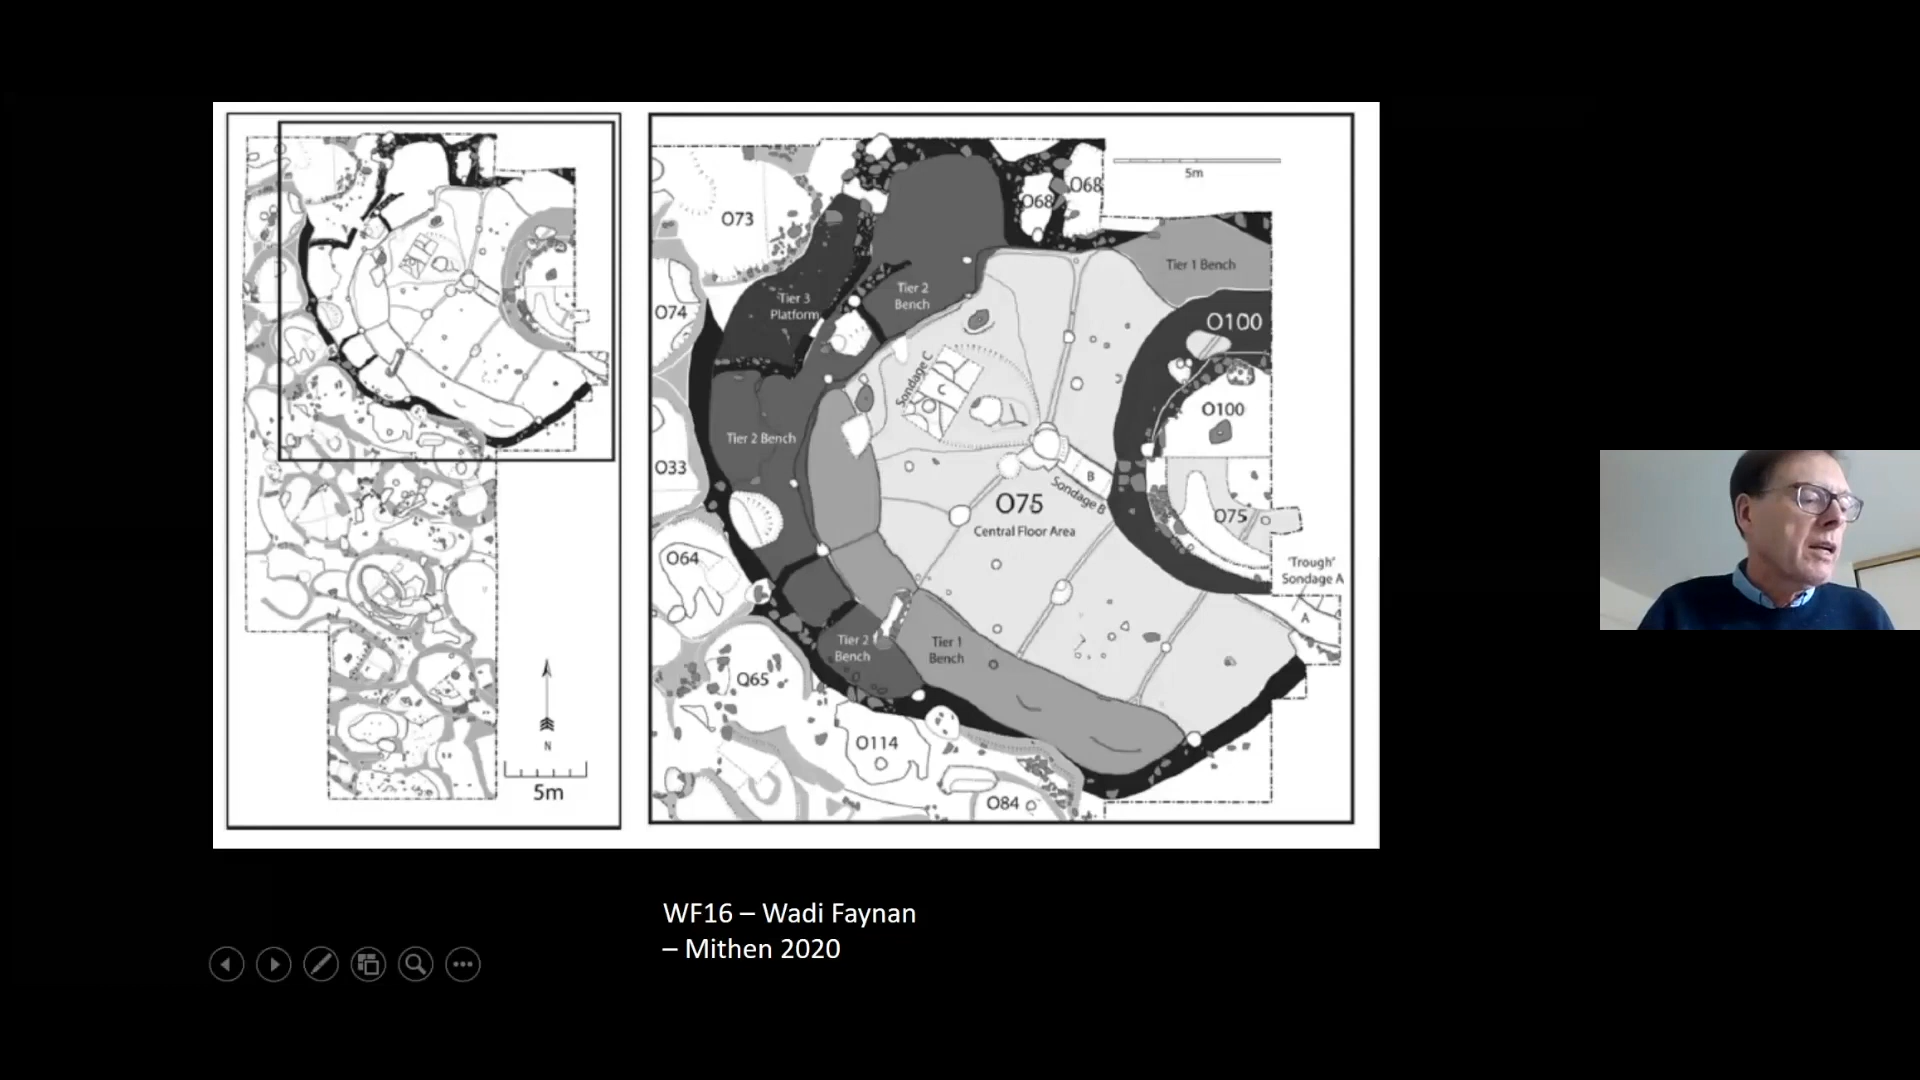 N
5m
O73
O68
O68
5m
Tier 1 Bench
Tier 3
Platform
Tier 2
Bench
O74
O100
Sondage C
C
O100
Tier 2 Bench
O33
B
Sondage B
O75
Central Floor Area
O75
O64
'Trough'
Sondage A
A
Tier 2
Bench
Tier 1
Bench
O65
O114
O84
WF16 – Wadi Faynan
– Mithen 2020